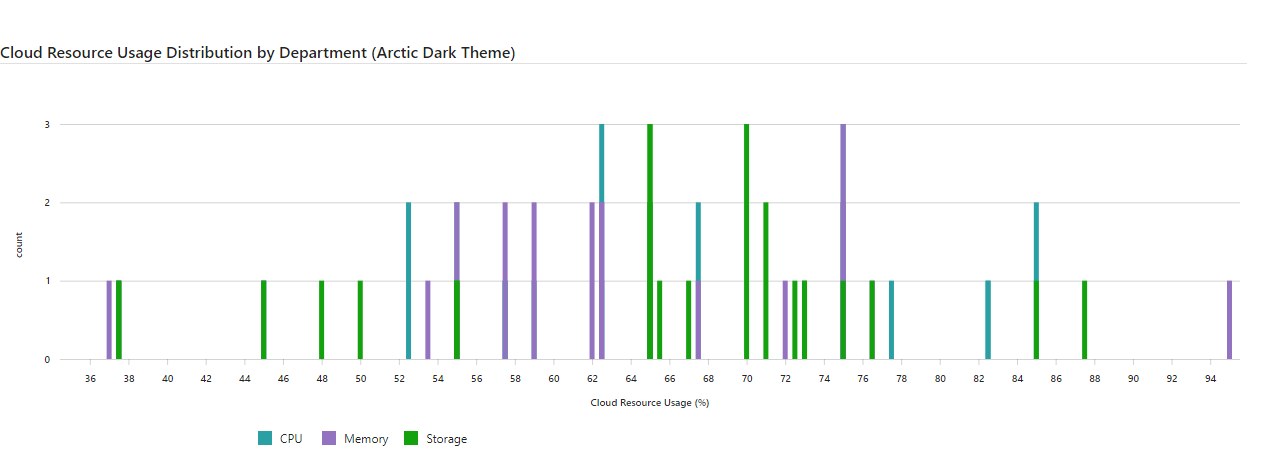 Cloud Resource Usage Distribution by Department (Arctic Dark Theme)
3
2
1
0
count
36 38 40 42 44 46 48 50 52 54 56 58 60 62 64 66 68 70 72 74 76 78 80 82 84 86 88 90 92 94
Cloud Resource Usage (%)
CPU Memory Storage